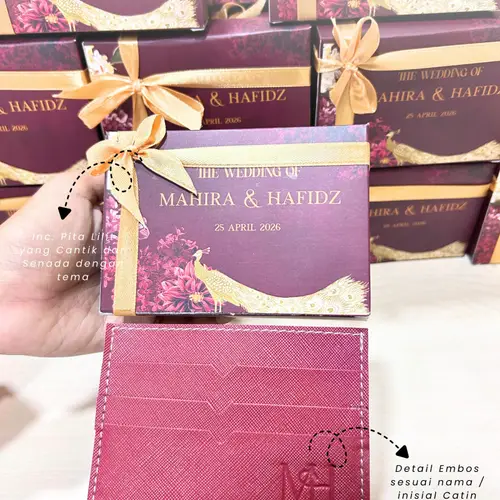 & HAFIDZ
THE WEDDING OF
MAHIRA & HAFIDZ
25 APRIL 2026
THE WEDDING OF
MAHIRA & HAFIDZ
25 APRIL 2026
& HAFIDZ
Inc. Pita
yang Cantik dan
Senada dengan
tema
MH
Detail Embos
sesuai nama /
inisial Catin